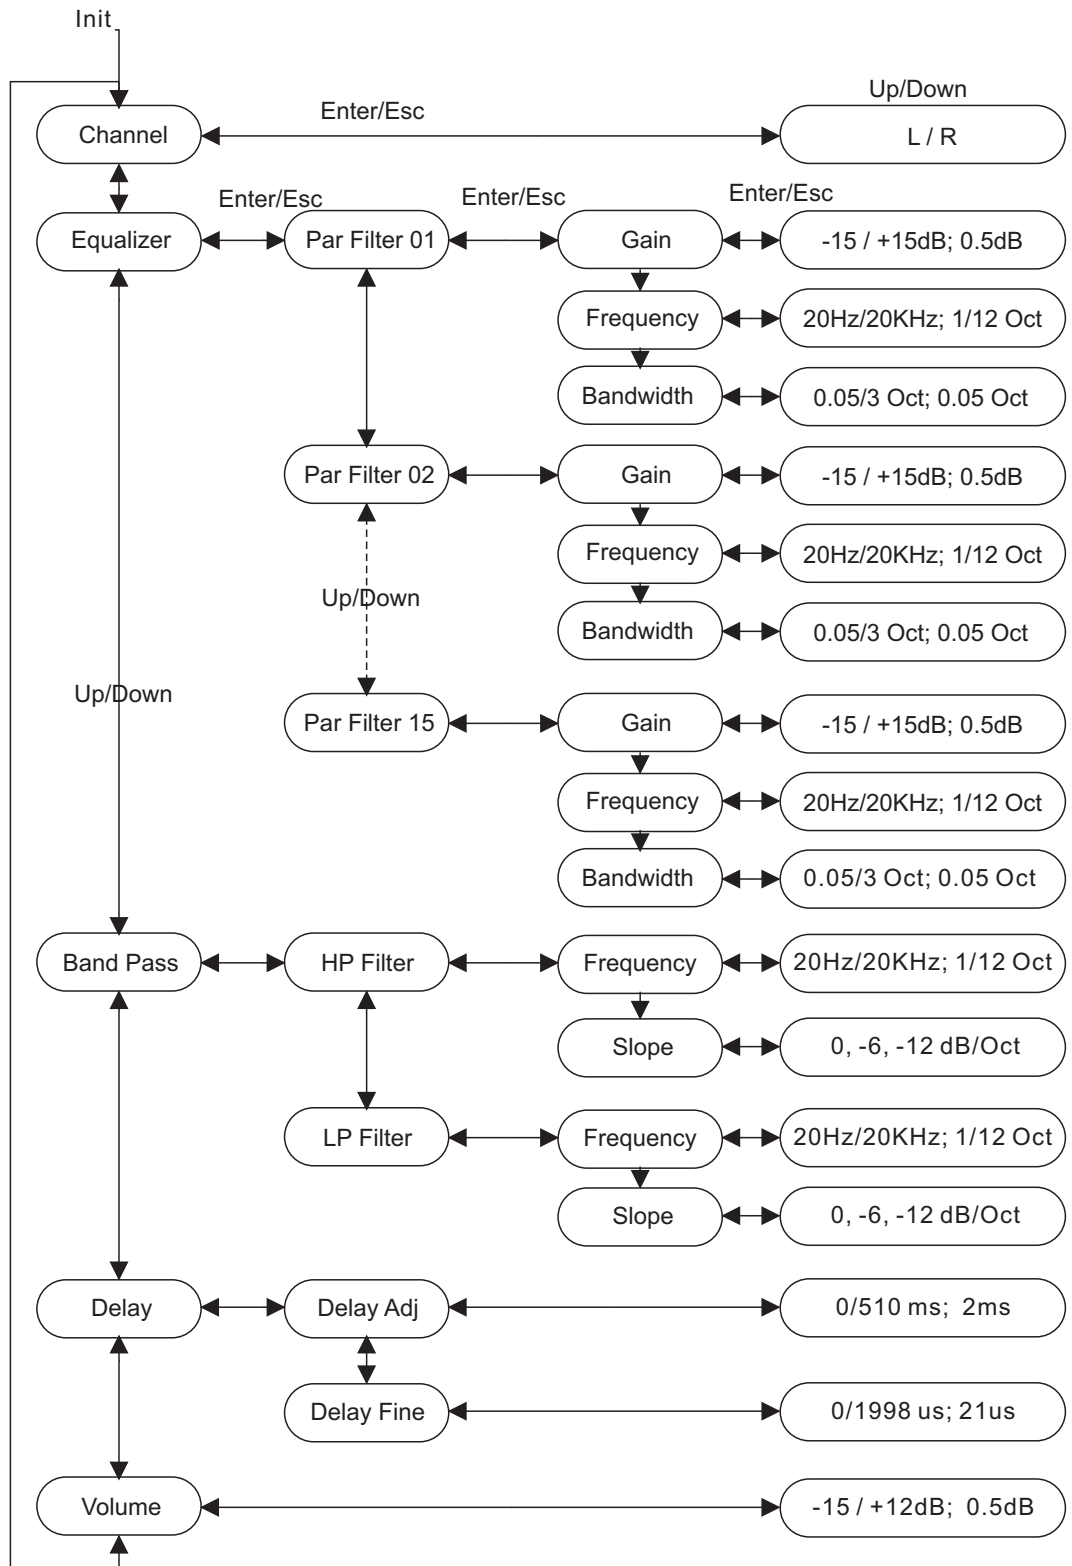 Init
Up/Down
Enter/Esc
Channel
L / R
Enter/Esc
Enter/Esc
Enter/Esc
Equalizer
Par Filter 01
Gain
-15 / +15dB; 0.5dB
Frequency
20Hz/20KHz; 1/12 Oct
Bandwidth
0.05/3 Oct; 0.05 Oct
Par Filter 02
Gain
-15 / +15dB; 0.5dB
Frequency
20Hz/20KHz; 1/12 Oct
Up/Down
Bandwidth
0.05/3 Oct; 0.05 Oct
Up/Down
Par Filter 15
Gain
-15 / +15dB; 0.5dB
Frequency
20Hz/20KHz; 1/12 Oct
Bandwidth
0.05/3 Oct; 0.05 Oct
Band Pass
HP Filter
Frequency
20Hz/20KHz; 1/12 Oct
Slope
0, -6, -12 dB/Oct
LP Filter
Frequency
20Hz/20KHz; 1/12 Oct
Slope
0, -6, -12 dB/Oct
Delay
Delay Adj
0/510 ms; 2ms
Delay Fine
0/1998 us; 21us
Volume
-15 / +12dB; 0.5dB